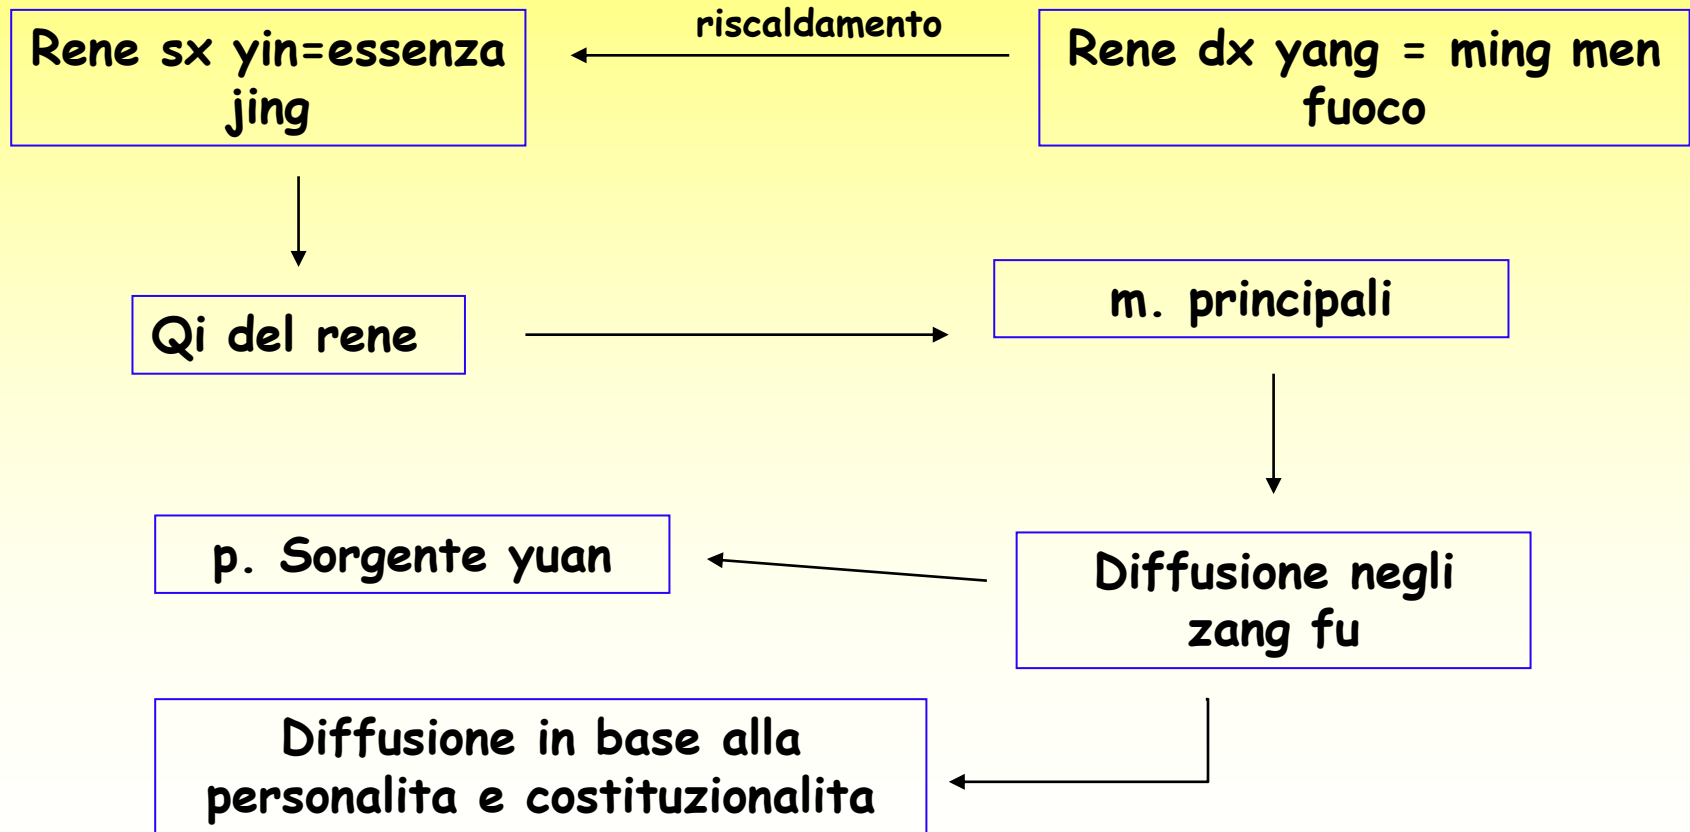 riscaldamento
Rene sx yin=essenza
jing
Rene dx yang = ming men
fuoco
Qi del rene
m. principali
p. Sorgente yuan
Diffusione negli
zang fu
Diffusione in base alla
personalita e costituzionalita